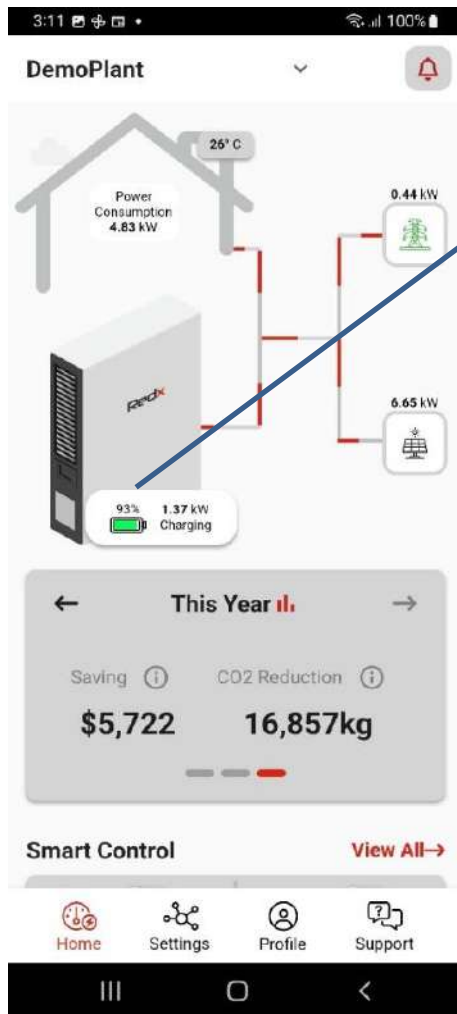 3:11
100%
DemoPlant
26° C
Power
Consumption
4.83 kW
0.44 kW
Redx
6.65 kW
93%
1.37 kW
Charging
This Year
Saving
CO2 Reduction
$5,722
16,857kg
Smart Control
View All→
Home
Settings
Profile
Support